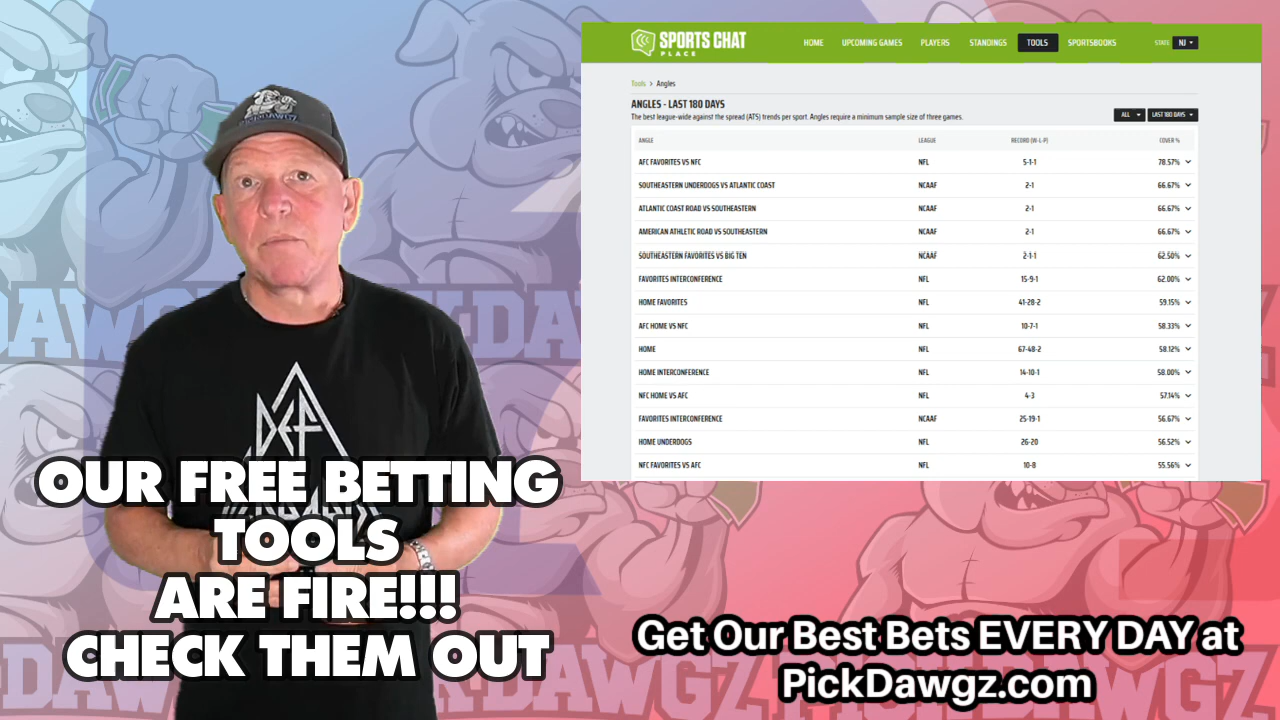 SPORTS CHAT
PLACE
HOME UPCOMING GAMES PLAYERS STANDINGS TOOLS SPORTSBOOKS STATE NJ
Tools > Angles
ANGLES - LAST 180 DAYS
The best league-wide against the spread (ATS) trends per sport. Angles require a minimum sample size of three games.
ALL LAST 180 DAYS
ANGLE LEAGUE RECORD (W-L-P) COVER %
AFC FAVORITES VS NFC NFL 5-1-1 78.57%
SOUTHEASTERN UNDERDOGS VS ATLANTIC COAST NCAAF 2-1 66.67%
ATLANTIC COAST ROAD VS SOUTHEASTERN NCAAF 2-1 66.67%
AMERICAN ATHLETIC ROAD VS SOUTHEASTERN NCAAF 2-1 66.67%
SOUTHEASTERN FAVORITES VS BIG TEN NCAAF 2-1-1 62.50%
FAVORITES INTERCONFERENCE NFL 15-9-1 62.00%
HOME FAVORITES NFL 41-28-2 59.15%
AFC HOME VS NFC NFL 10-7-1 58.33%
HOME NFL 67-48-2 58.12%
HOME INTERCONFERENCE NFL 14-10-1 58.00%
NFC HOME VS AFC NFL 4-3 57.14%
FAVORITES INTERCONFERENCE NCAAF 25-19-1 56.67%
HOME UNDERDOGS NFL 26-20 56.52%
NFC FAVORITES VS AFC NFL 10-8 55.56%
PICKDAWGZ
DEF
OUR FREE BETTING
TOOLS
ARE FIRE!!!
CHECK THEM OUT
Get Our Best Bets EVERY DAY at
PickDawgz.com